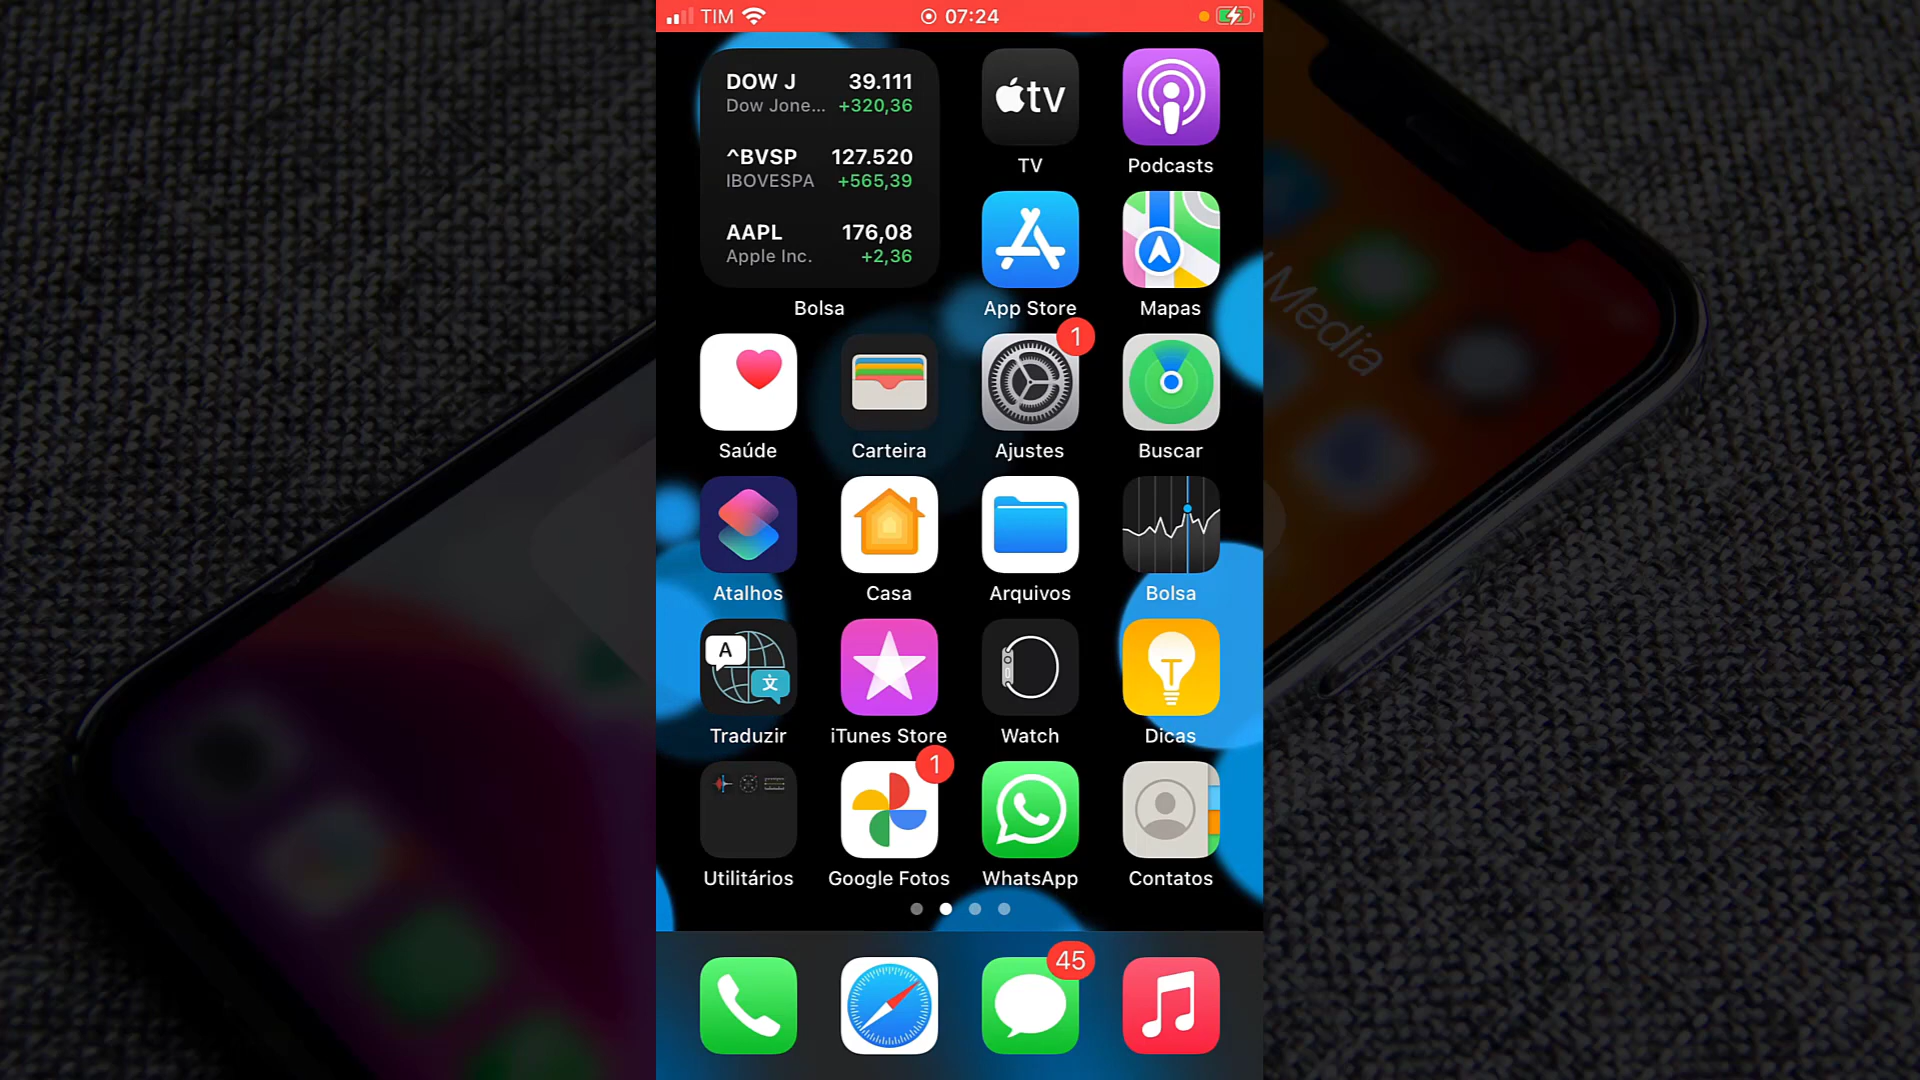 TIM 07:24
DOW J 39.111
Dow Jone... +320,36
^BVSP 127.520
IBOVESPA +565,39
AAPL 176,08
Apple Inc. +2,36
Bolsa
tv
TV
Podcasts
App Store
Mapas
Media
Saúde
Carteira
1
Ajustes
Buscar
Atalhos
Casa
Arquivos
Bolsa
A
文
Traduzir
iTunes Store
Watch
T
Dicas
Utilitários
1
Google Fotos
WhatsApp
Contatos
45